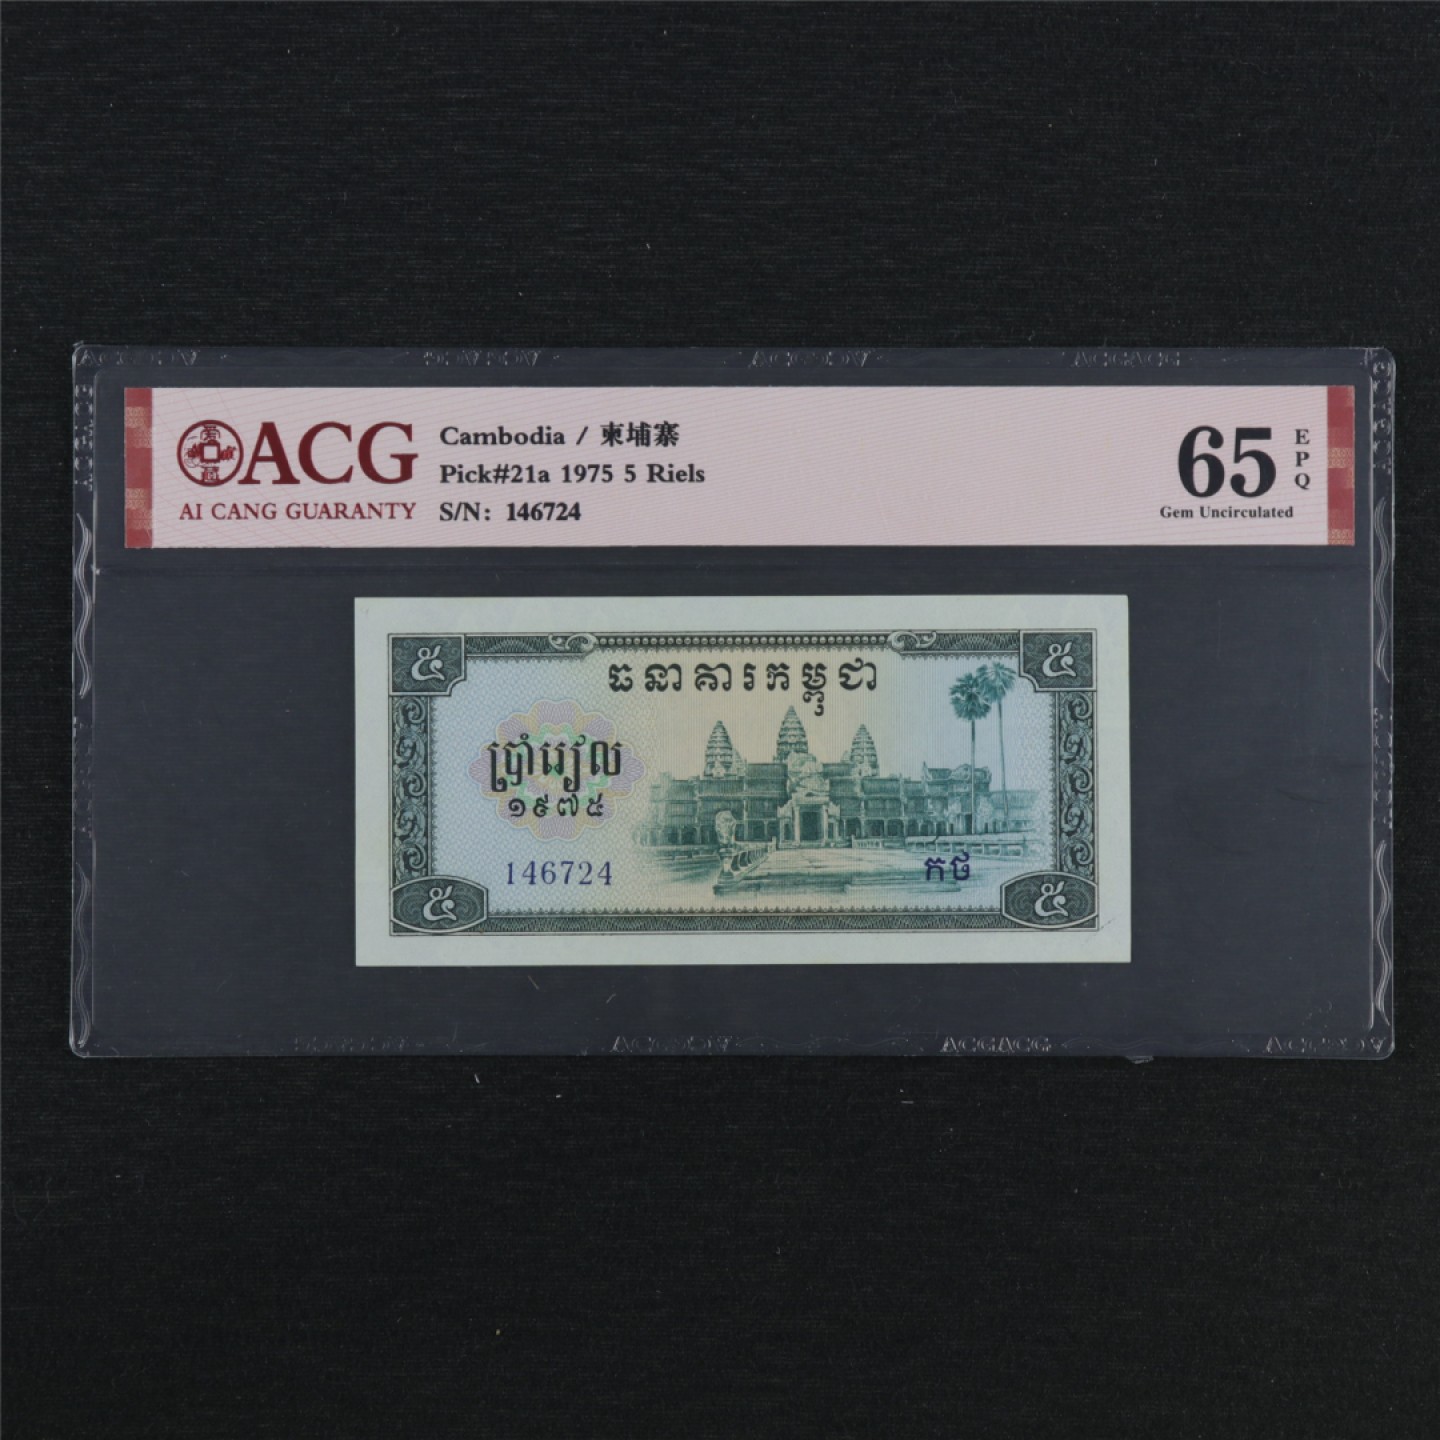 ACG
AI CANG GUARANTY
Cambodia / 柬埔寨
Pick#21a 1975 5 Riels
S/N: 146724
65
EPQ
Gem Uncirculated
៥
៥
ធនាគារកម្ពុជា
ប្រាំរៀល
១៩៧៥
146724
កថ
៥
៥
ACGACG
ACGACG